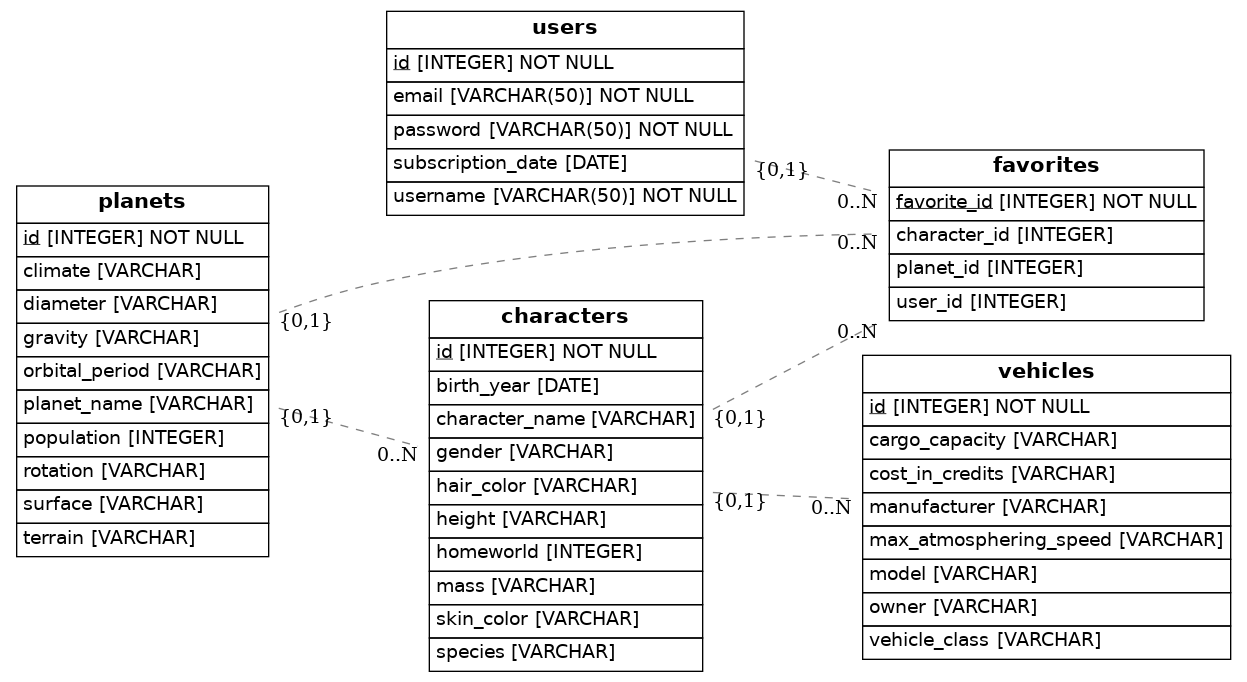 users
id [INTEGER] NOT NULL
email [VARCHAR(50)] NOT NULL
password [VARCHAR(50)] NOT NULL
subscription_date [DATE]
username [VARCHAR(50)] NOT NULL
favorites
favorite_id [INTEGER] NOT NULL
character_id [INTEGER]
planet_id [INTEGER]
user_id [INTEGER]
planets
id [INTEGER] NOT NULL
climate [VARCHAR]
diameter [VARCHAR]
gravity [VARCHAR]
orbital_period [VARCHAR]
planet_name [VARCHAR]
population [INTEGER]
rotation [VARCHAR]
surface [VARCHAR]
terrain [VARCHAR]
characters
id [INTEGER] NOT NULL
birth_year [DATE]
character_name [VARCHAR]
gender [VARCHAR]
hair_color [VARCHAR]
height [VARCHAR]
homeworld [INTEGER]
mass [VARCHAR]
skin_color [VARCHAR]
species [VARCHAR]
vehicles
id [INTEGER] NOT NULL
cargo_capacity [VARCHAR]
cost_in_credits [VARCHAR]
manufacturer [VARCHAR]
max_atmosphering_speed [VARCHAR]
model [VARCHAR]
owner [VARCHAR]
vehicle_class [VARCHAR]
{0,1}
0..N
0..N
{0,1}
0..N
{0,1}
{0,1}
0..N
{0,1}
0..N